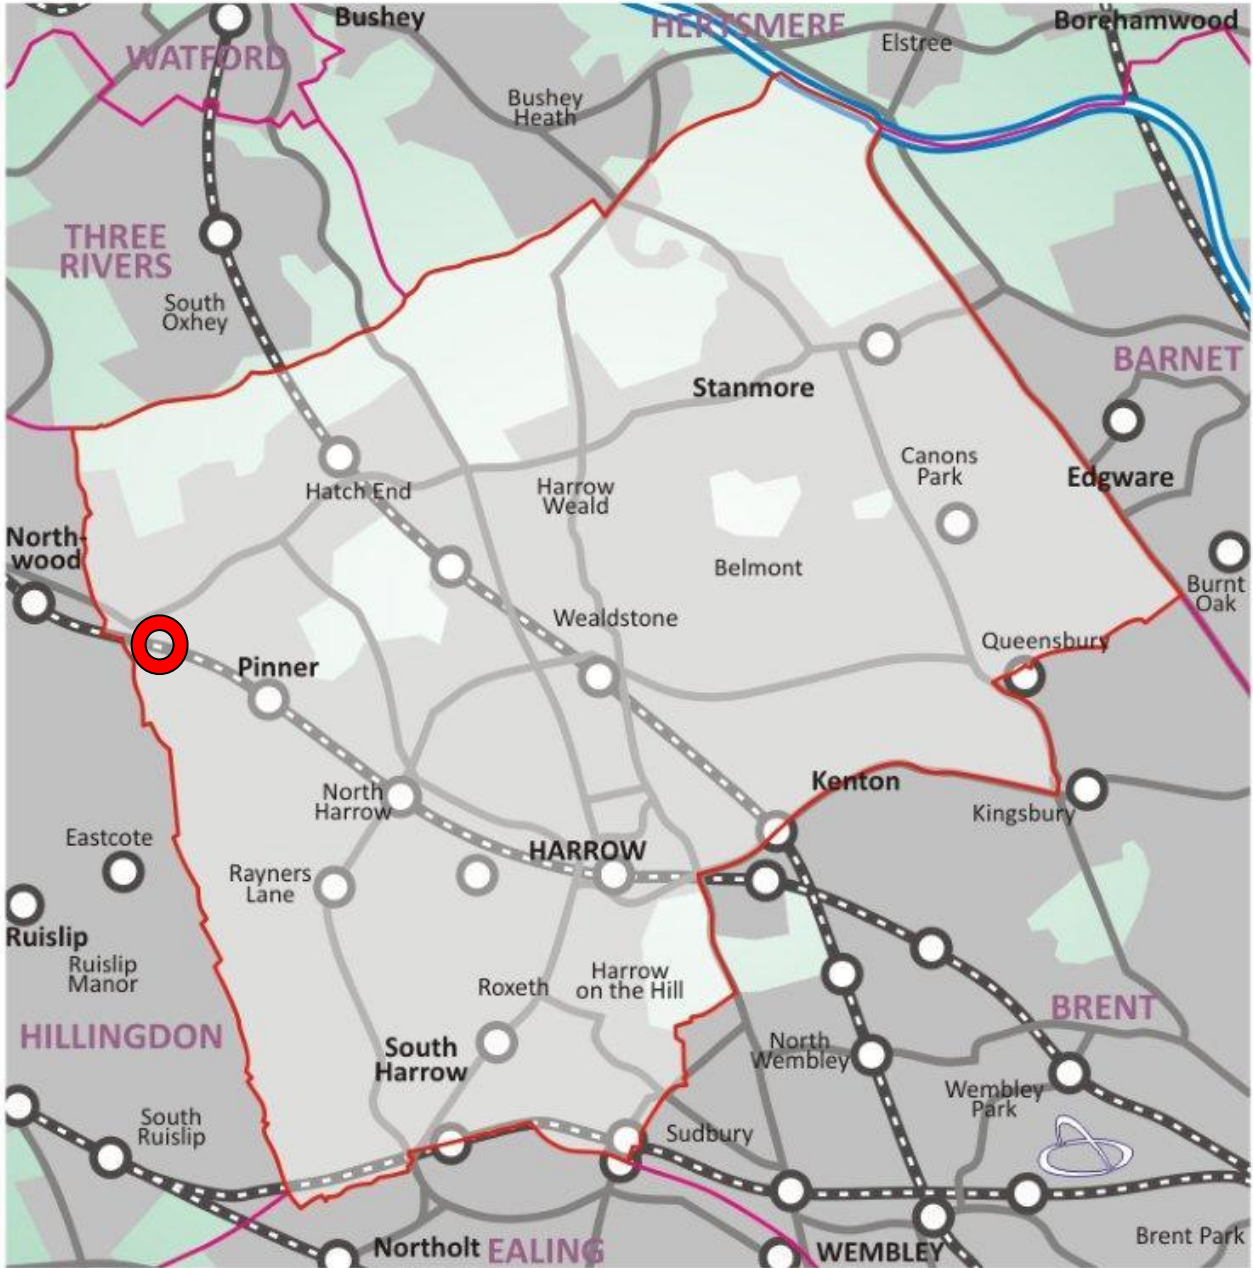 Bushey
HERTSMERE
Borehamwood
WATFORD
Elstree
Bushey
Heath
THREE
RIVERS
South
Oxhey
BARNET
Stanmore
Canons
Park
Edgware
Hatch End
Harrow
Weald
North-
wood
Belmont
Burnt
Oak
Wealdstone
Queensbury
Pinner
Kenton
North
Harrow
Kingsbury
Eastcote
HARROW
Rayners
Lane
Ruislip
Ruislip
Manor
Roxeth
Harrow
on the Hill
HILLINGDON
BRENT
South
Harrow
North
Wembley
Wembley
Park
South
Ruislip
Sudbury
Northolt
EALING
WEMBLEY
Brent Park